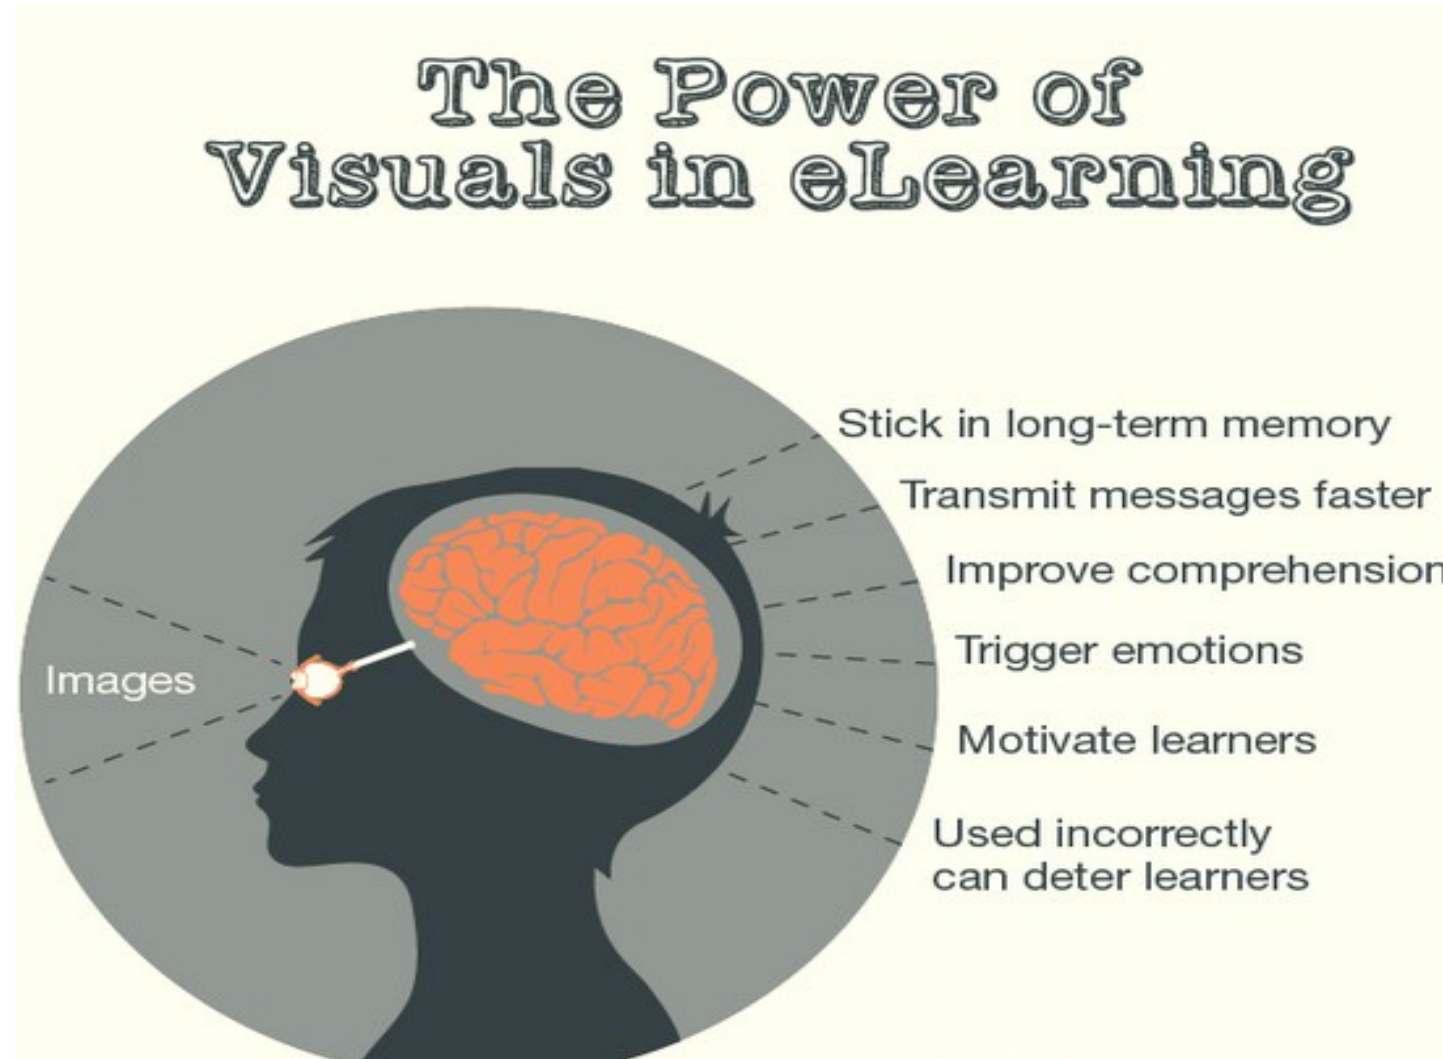 The Power of
Visuals in eLearning
Stick in long-term memory
Transmit messages faster
Improve comprehension
Trigger emotions
Images
Motivate learners
Used incorrectly
can deter learners